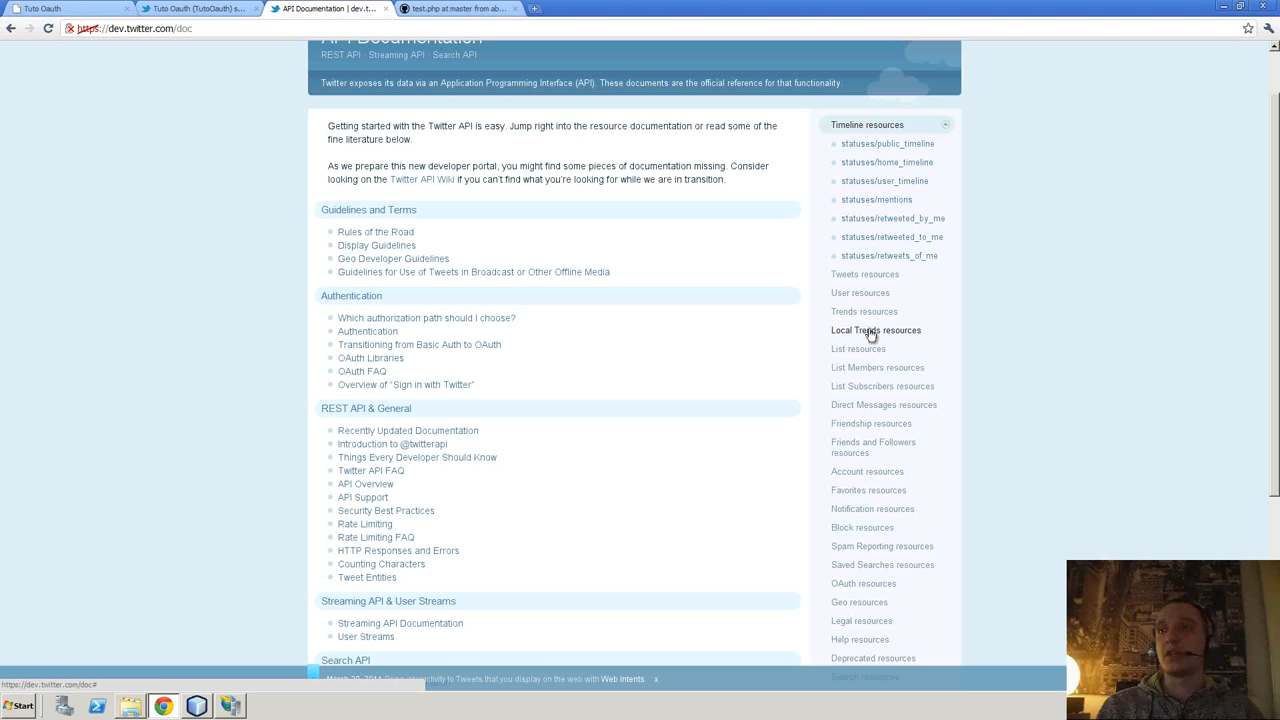 Tuto Oauth
Twitter / Tuto Oauth (TutoOauth) s...
API Documentation | dev.t...
test.php at master from ab...
https://dev.twitter.com/doc
API Documentation
REST API · Streaming API · Search API
Twitter exposes its data via an Application Programming Interface (API). These documents are the official reference for that functionality.
Getting started with the Twitter API is easy. Jump right into the resource documentation or read some of the
fine literature below.
As we prepare this new developer portal, you might find some pieces of documentation missing. Consider
looking on the Twitter API Wiki if you can't find what you're looking for while we are in transition.
Guidelines and Terms
Rules of the Road
Display Guidelines
Geo Developer Guidelines
Guidelines for Use of Tweets in Broadcast or Other Offline Media
Authentication
Which authorization path should I choose?
Authentication
Transitioning from Basic Auth to OAuth
OAuth Libraries
OAuth FAQ
Overview of “Sign in with Twitter”
REST API & General
Recently Updated Documentation
Introduction to @twitterapi
Things Every Developer Should Know
Twitter API FAQ
API Overview
API Support
Security Best Practices
Rate Limiting
Rate Limiting FAQ
HTTP Responses and Errors
Counting Characters
Tweet Entities
Streaming API & User Streams
Streaming API Documentation
User Streams
Search API
Timeline resources
statuses/public_timeline
statuses/home_timeline
statuses/user_timeline
statuses/mentions
statuses/retweeted_by_me
statuses/retweeted_to_me
statuses/retweets_of_me
Tweets resources
User resources
Trends resources
Local Trends resources
List resources
List Members resources
List Subscribers resources
Direct Messages resources
Friendship resources
Friends and Followers
resources
Account resources
Favorites resources
Notification resources
Block resources
Spam Reporting resources
Saved Searches resources
OAuth resources
Geo resources
Legal resources
Help resources
Deprecated resources
Search resources
to Tweets that you display on the web with Web Intents. x
https://dev.twitter.com/doc#
Start